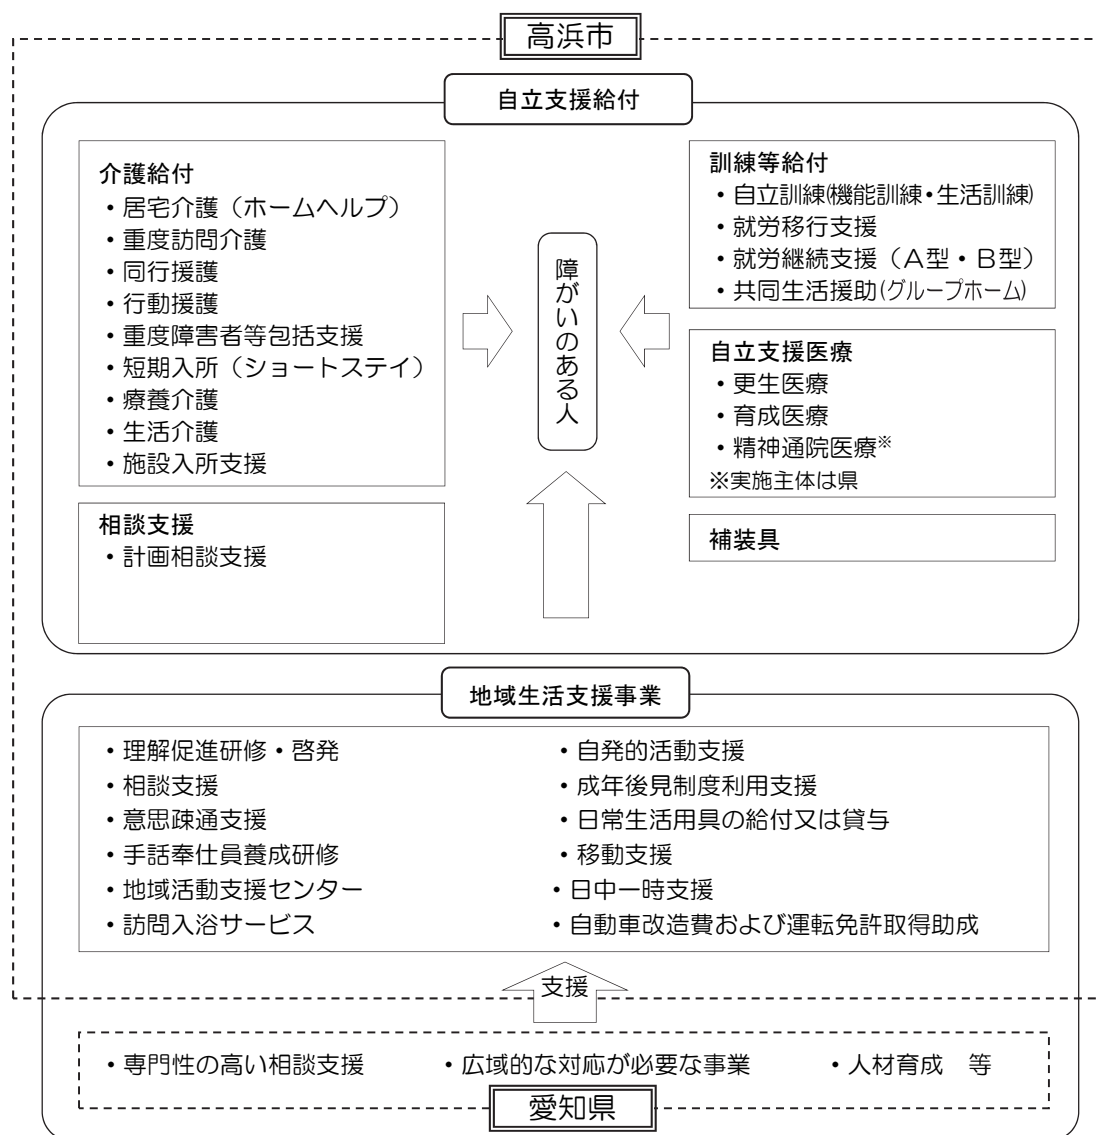 高浜市
自立支援給付
介護給付
・居宅介護（ホームヘルプ）
・重度訪問介護
・同行援護
・行動援護
・重度障害者等包括支援
・短期入所（ショートステイ）
・療養介護
・生活介護
・施設入所支援
相談支援
・計画相談支援
障がいのある人
訓練等給付
・自立訓練(機能訓練・生活訓練)
・就労移行支援
・就労継続支援（Ａ型・Ｂ型）
・共同生活援助(グループホーム)
自立支援医療
・更生医療
・育成医療
・精神通院医療※
※実施主体は県
補装具
地域生活支援事業
・理解促進研修・啓発
・相談支援
・意思疎通支援
・手話奉仕員養成研修
・地域活動支援センター
・訪問入浴サービス
・自発的活動支援
・成年後見制度利用支援
・日常生活用具の給付又は貸与
・移動支援
・日中一時支援
・自動車改造費および運転免許取得助成
支援
・専門性の高い相談支援　・広域的な対応が必要な事業　・人材育成　等
愛知県